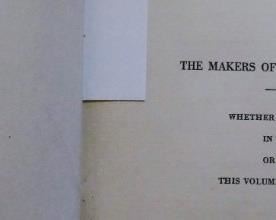 THE MAKERS OF
WHETHER
IN
OR
THIS VOLUM